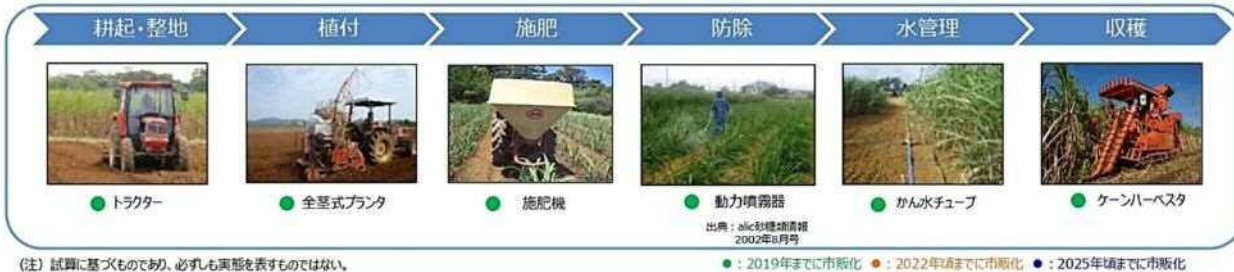 耕起・整地
植付
施肥
防除
水管理
収穫
トラクター
全茎式プランタ
施肥機
動力噴霧器
かん水チューブ
ケーンハーベスタ
出典：alic砂糖類情報
2002年8月号
（注）試算に基づくものであり、必ずしも実態を表すものではない。
●：2019年までに市販化 ●：2022年頃までに市販化 ●：2025年頃までに市販化